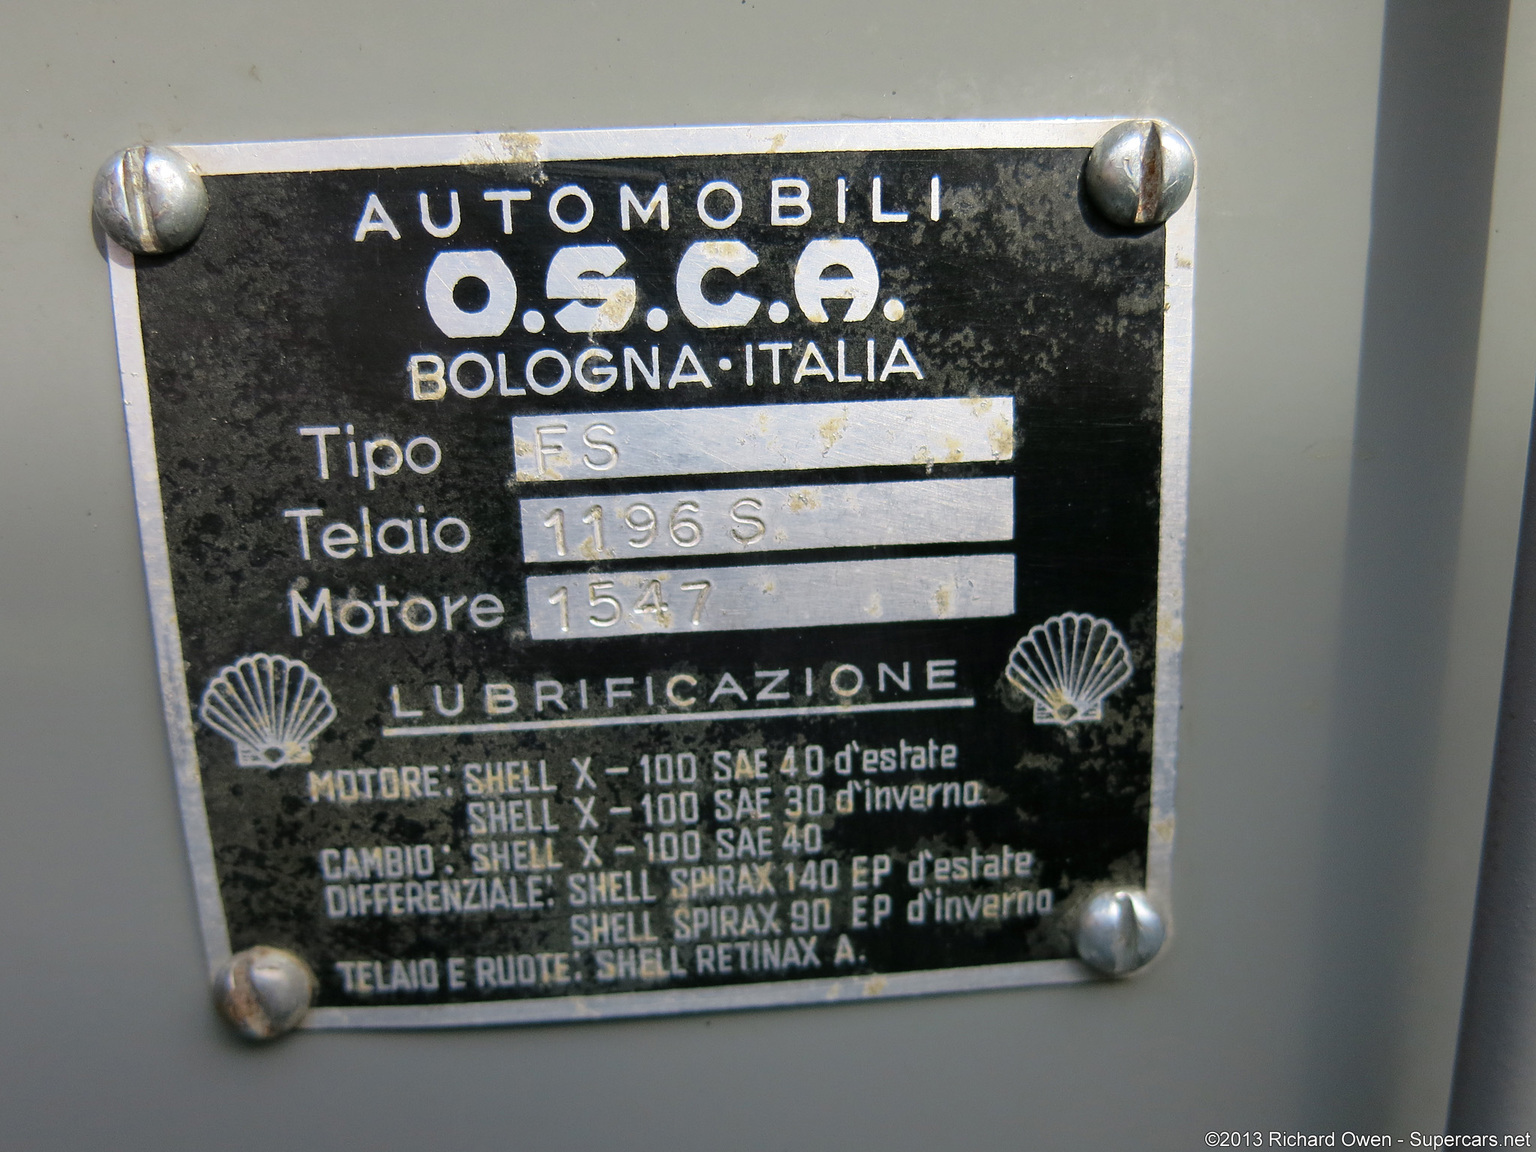 AUTOMOBILI
O.S.C.A.
BOLOGNA·ITALIA
Tipo FS
Telaio 1196 S
Motore 1547
LUBRIFICAZIONE
MOTORE: SHELL X-100 SAE 40 d'estate
SHELL X-100 SAE 30 d'inverno.
CAMBIO: SHELL X-100 SAE 40
DIFFERENZIALE: SHELL SPIRAX 140 EP d'estate
SHELL SPIRAX 90 EP d'inverno
TELAIO E RUOTE: SHELL RETINAX A.
©2013 Richard Owen - Supercars.net